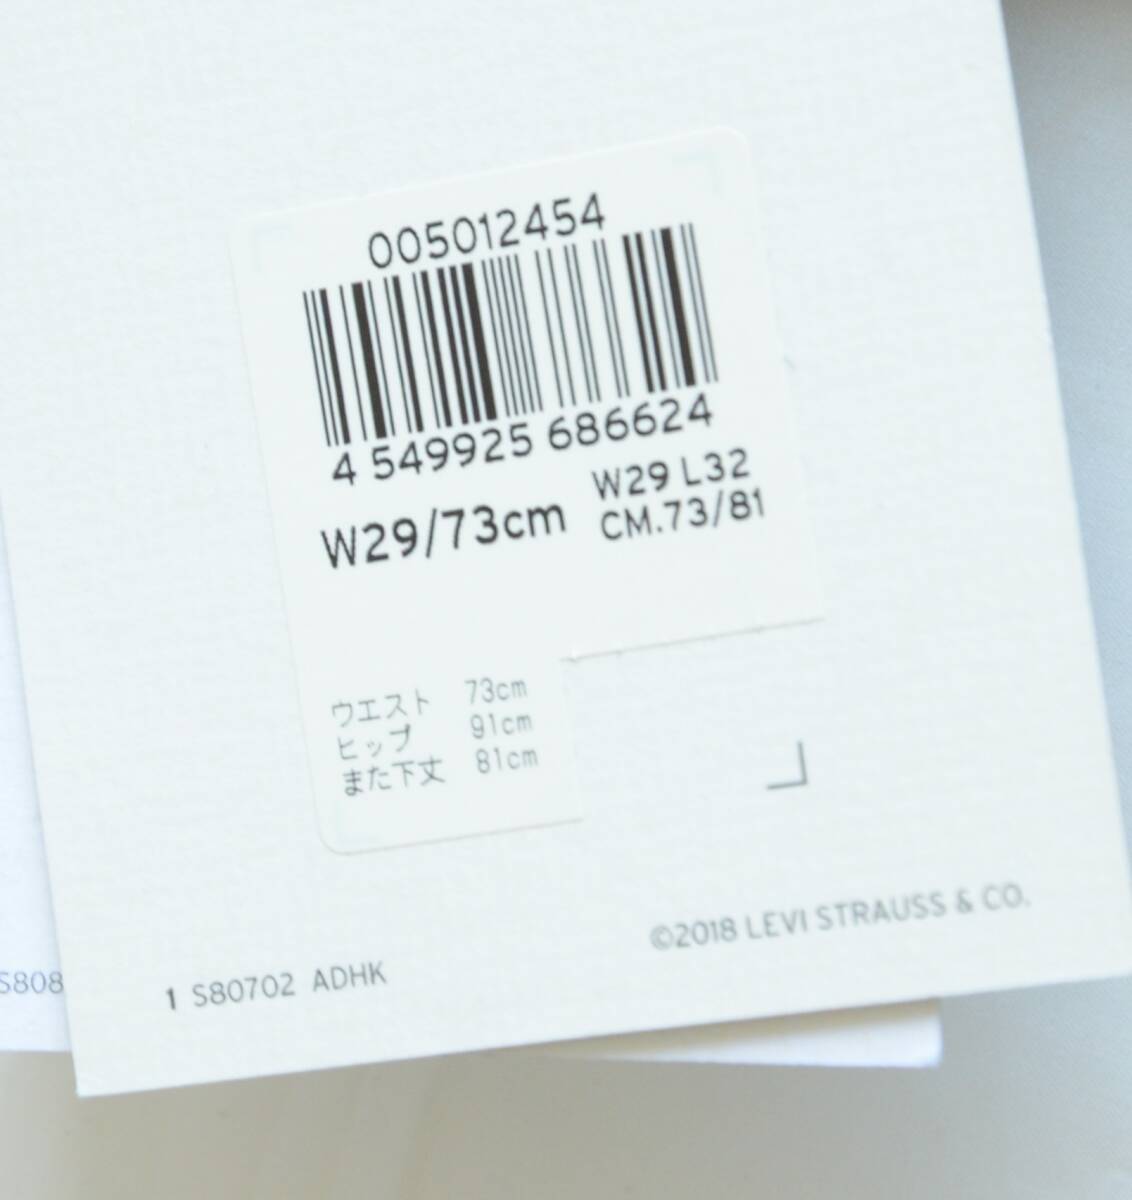 005012454
4 549925 686624
W29/73cm
W29 L32
CM.73/81
ウエスト 73cm
ヒップ 91cm
また下丈 81cm
©2018 LEVI STRAUSS & CO.
1 S80702 ADHK
S808